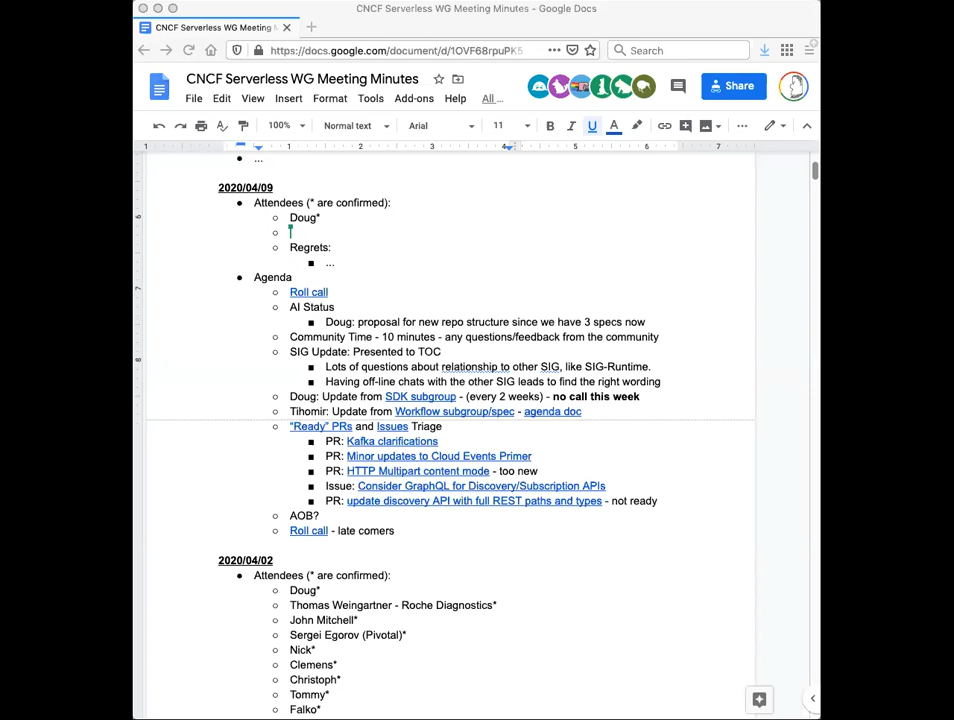 CNCF Serverless WG Meeting Minutes - Google Docs
CNCF Serverless WG Meeting
https://docs.google.com/document/d/1OVF68rpuPK5
Search
CNCF Serverless WG Meeting Minutes
File Edit View Insert Format Tools Add-ons Help All ...
Share
100% Normal text Arial 11 B I U A
1 1 2 3 4 5 6 7
...
2020/04/09
Attendees (* are confirmed):
Doug*
Regrets:
...
Agenda
Roll call
AI Status
Doug: proposal for new repo structure since we have 3 specs now
Community Time - 10 minutes - any questions/feedback from the community
SIG Update: Presented to TOC
Lots of questions about relationship to other SIG, like SIG-Runtime.
Having off-line chats with the other SIG leads to find the right wording
Doug: Update from SDK subgroup - (every 2 weeks) - no call this week
Tihomir: Update from Workflow subgroup/spec - agenda doc
"Ready" PRs and Issues Triage
PR: Kafka clarifications
PR: Minor updates to Cloud Events Primer
PR: HTTP Multipart content mode - too new
Issue: Consider GraphQL for Discovery/Subscription APIs
PR: update discovery API with full REST paths and types - not ready
AOB?
Roll call - late comers
2020/04/02
Attendees (* are confirmed):
Doug*
Thomas Weingartner - Roche Diagnostics*
John Mitchell*
Sergei Egorov (Pivotal)*
Nick*
Clemens*
Christoph*
Tommy*
Falko*